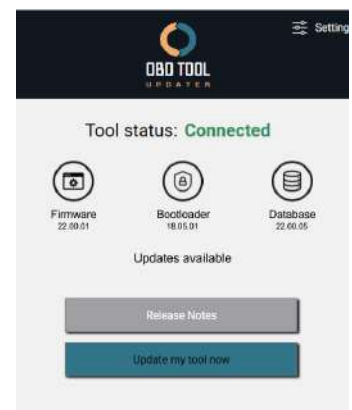 Setting
OBD TOOL
UPDATER
Tool status: Connected
Firmware
22.00.01
Bootloader
18.05.01
Database
22.00.05
Updates available
Release Notes
Update my tool now